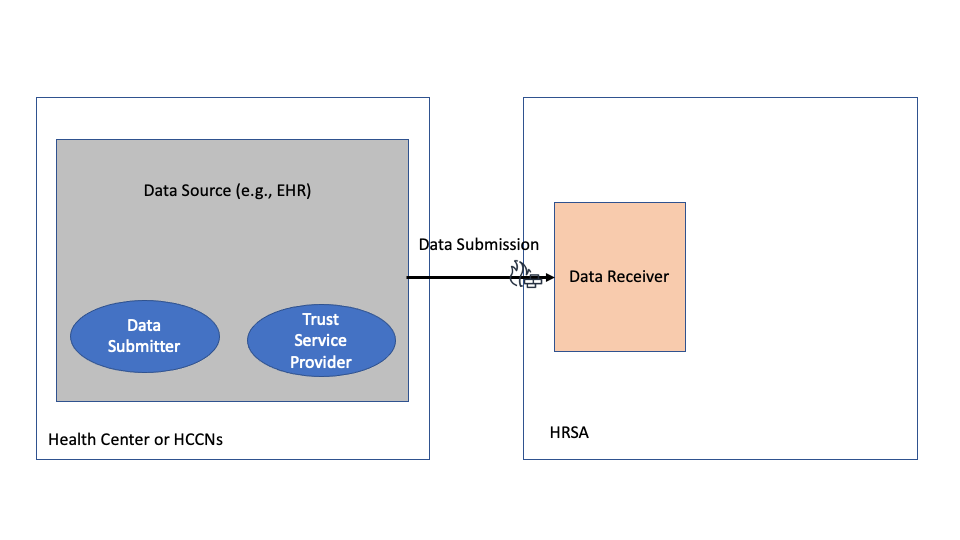 Data Source (e.g., EHR)
Data Submission
Data Receiver
Data
Submitter
Trust
Service
Provider
Health Center or HCCNs
HRSA